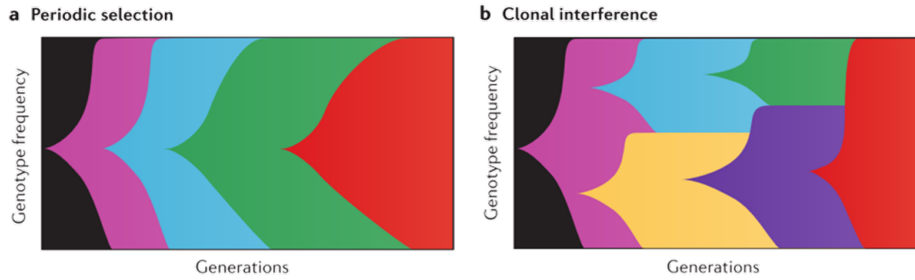 a Periodic selection
Genotype frequency
Generations
b Clonal interference
Genotype frequency
Generations